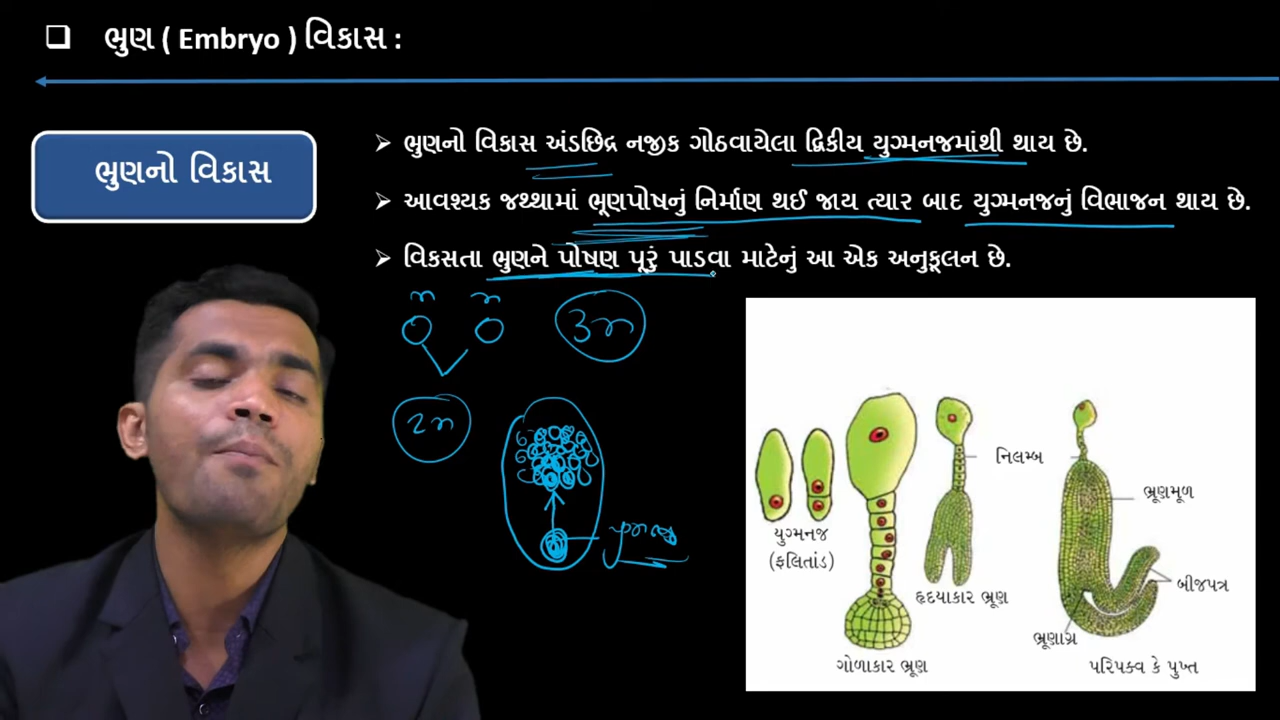 ભ્રુણ ( Embryo ) વિકાસ :
ભ્રુણનો વિકાસ
ભ્રુણનો વિકાસ અંડછિદ્ર નજીક ગોઠવાયેલા દ્વિકીય યુગ્મનજમાંથી થાય છે.
આવશ્યક જથ્થામાં ભ્રૂણપોષનું નિર્માણ થઈ જાય ત્યાર બાદ યુગ્મનજનું વિભાજન થાય છે.
વિકસતા ભ્રુણને પોષણ પૂરું પાડવા માટેનું આ એક અનુકૂલન છે.
n n
3n
2n
નિલમ્બ
ભ્રૂણમૂળ
યુગ્મનજ
(ફલિતાંડ)
બીજપત્ર
હૃદયાકાર ભ્રૂણ
ભ્રૂણાગ્ર
ગોળાકાર ભ્રૂણ
પરિપક્વ કે પુખ્ત